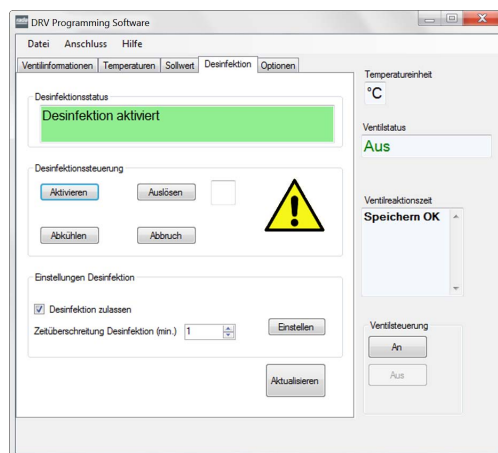 DRV Programming Software
Datei Anschluss Hilfe
Ventilinformationen Temperaturen Sollwert Desinfektion Optionen
Desinfektionsstatus
Desinfektion aktiviert
Desinfektionssteuerung
Aktivieren Auslösen
Abkühlen Abbruch
Einstellungen Desinfektion
Desinfektion zulassen
Zeitüberschreitung Desinfektion (min.) 1 Einstellen
Aktualisieren
Temperatureinheit
°C
Ventilstatus
Aus
Ventilreaktionszeit
Speichern OK
Ventilsteuerung
An
Aus